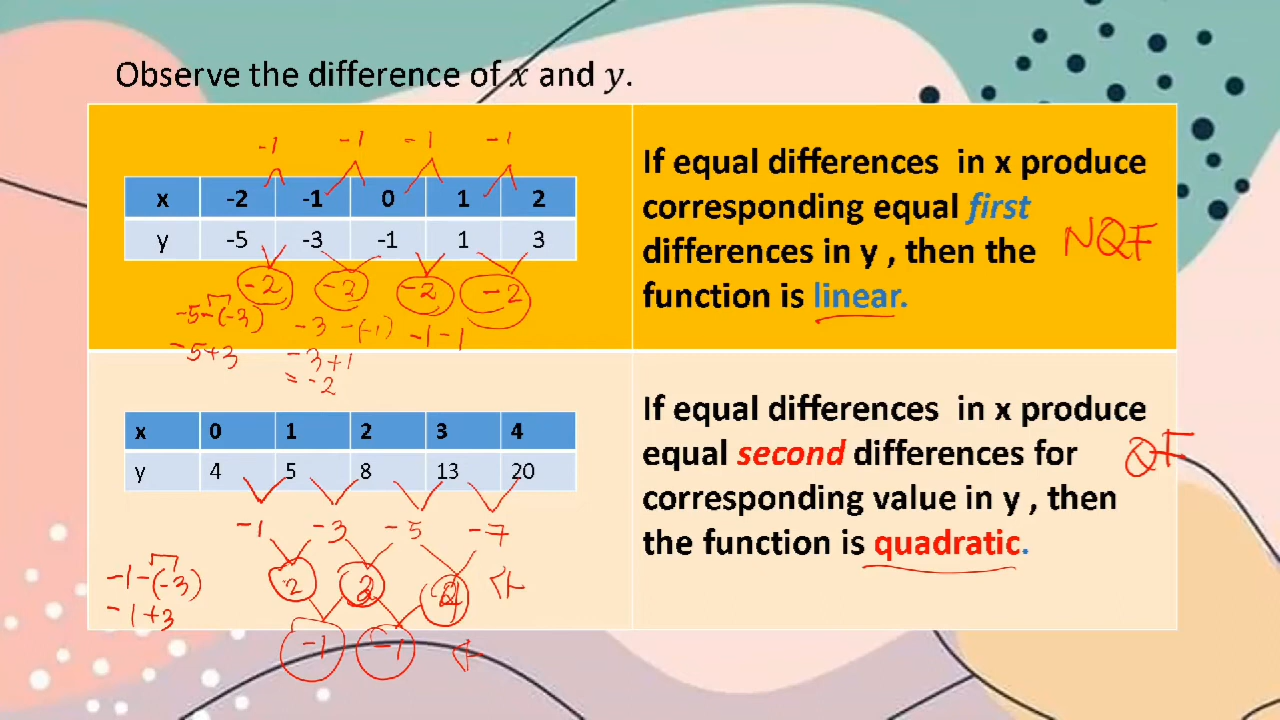 Observe the difference of x and y.
-1 -1 -1 -1
x -2 -1 0 1 2
y -5 -3 -1 1 3
-2 -2 -2
-5-(-3) -3-(-1) -1-1
-5+3 -3+1
= -2
If equal differences in x produce
corresponding equal first
differences in y , then the
function is linear.
NQF
x 0 1 2 3 4
y 4 5 8 13 20
-1 -3 -5 -7
2 2
-1-(-3)
-1+3
-1 -1
If equal differences in x produce
equal second differences for
corresponding value in y , then
the function is quadratic.
QF